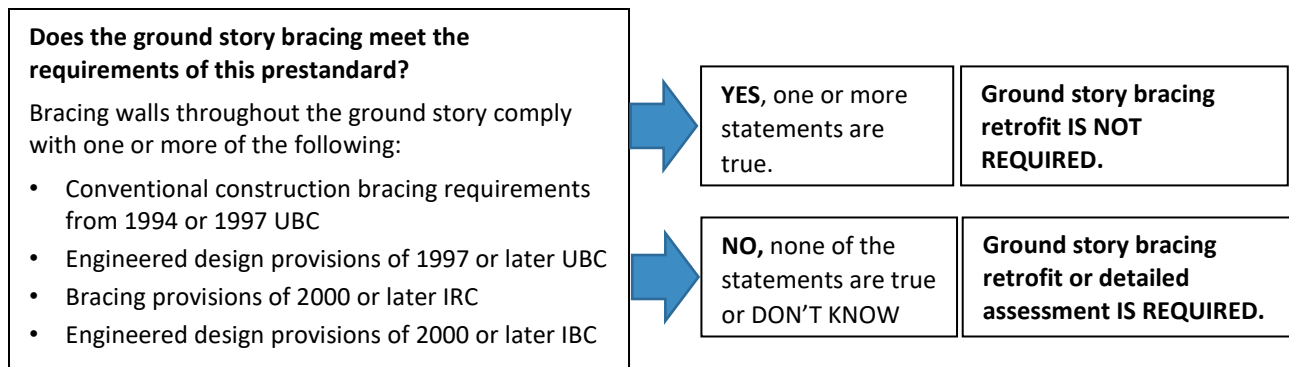 Does the ground story bracing meet the
requirements of this prestandard?
Bracing walls throughout the ground story comply
with one or more of the following:
• Conventional construction bracing requirements
from 1994 or 1997 UBC
• Engineered design provisions of 1997 or later UBC
• Bracing provisions of 2000 or later IRC
• Engineered design provisions of 2000 or later IBC
YES, one or more
statements are
true.
Ground story bracing
retrofit IS NOT
REQUIRED.
NO, none of the
statements are true
or DON’T KNOW
Ground story bracing
retrofit or detailed
assessment IS REQUIRED.